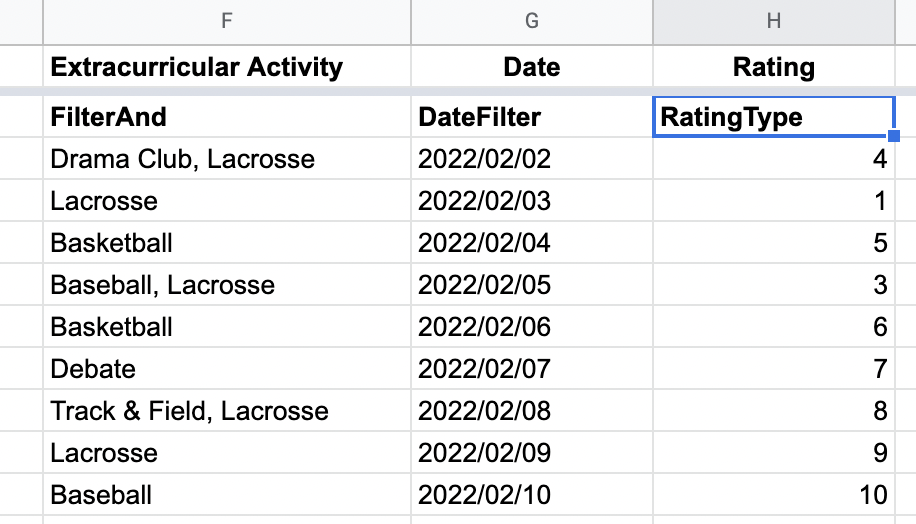 F G H
Extracurricular Activity Date Rating
FilterAnd DateFilter RatingType
Drama Club, Lacrosse 2022/02/02 4
Lacrosse 2022/02/03 1
Basketball 2022/02/04 5
Baseball, Lacrosse 2022/02/05 3
Basketball 2022/02/06 6
Debate 2022/02/07 7
Track & Field, Lacrosse 2022/02/08 8
Lacrosse 2022/02/09 9
Baseball 2022/02/10 10